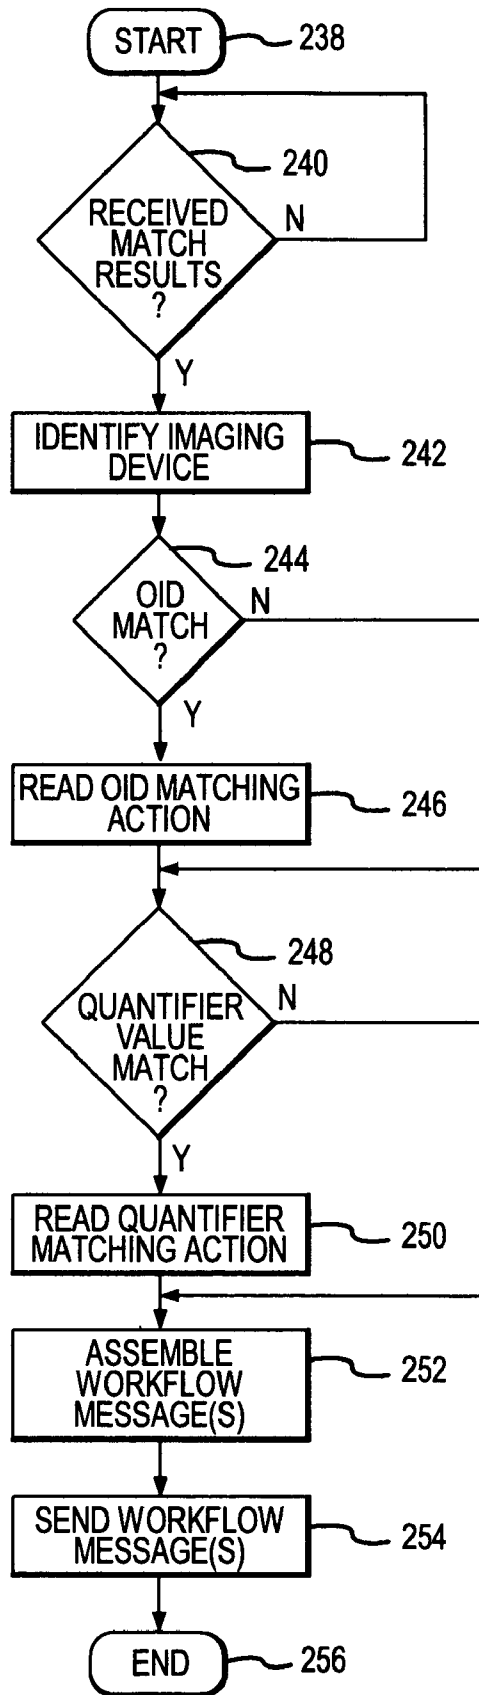 START
238
240
RECEIVED
MATCH
RESULTS
?
N
Y
IDENTIFY IMAGING
DEVICE
242
244
OID
MATCH
?
N
Y
READ OID MATCHING
ACTION
246
248
QUANTIFIER
VALUE
MATCH
?
N
Y
READ QUANTIFIER
MATCHING ACTION
250
ASSEMBLE
WORKFLOW
MESSAGE(S)
252
SEND WORKFLOW
MESSAGE(S)
254
END
256